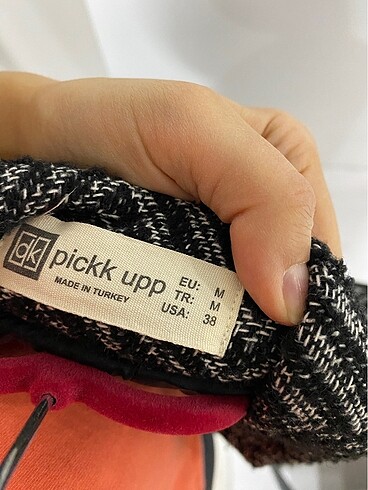 dk pickk upp
MADE IN TURKEY
EU: M
TR: M
USA: 38